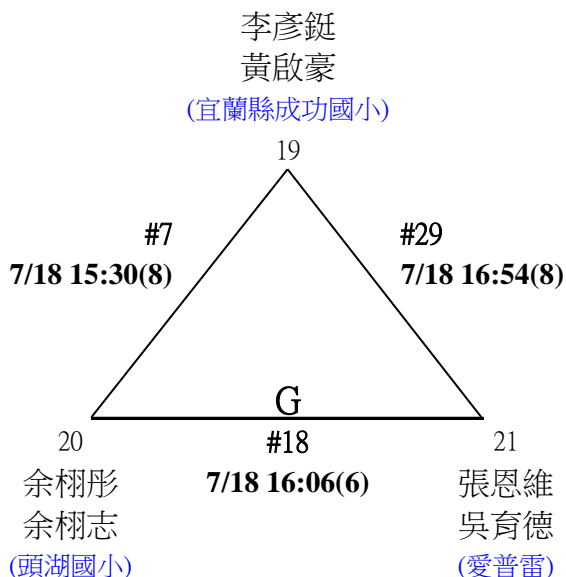 李彥鋌
黃啟豪
(宜蘭縣成功國小)
19
#7
#29
7/18 15:30(8)
7/18 16:54(8)
G
20
#18
21
余栩彤
7/18 16:06(6)
張恩維
余栩志
吳育德
(頭湖國小)
(愛普雷)